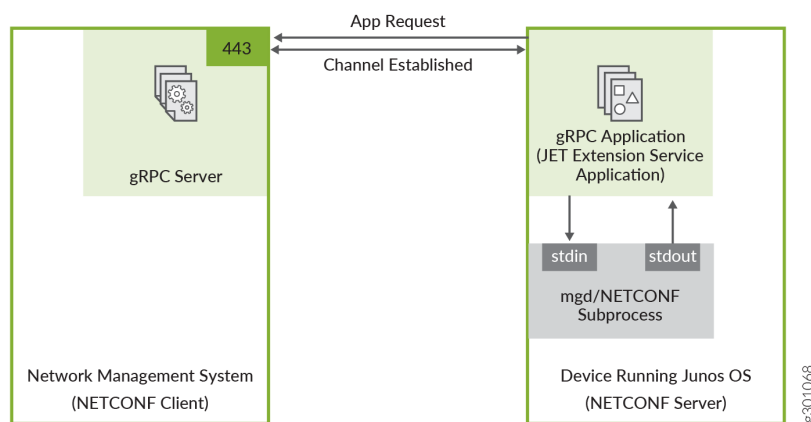 App Request
443
Channel Established
gRPC Server
gRPC Application
(JET Extension Service
Application)
stdin
stdout
mgd/NETCONF
Subprocess
Network Management System
(NETCONF Client)
Device Running Junos OS
(NETCONF Server)
g301068